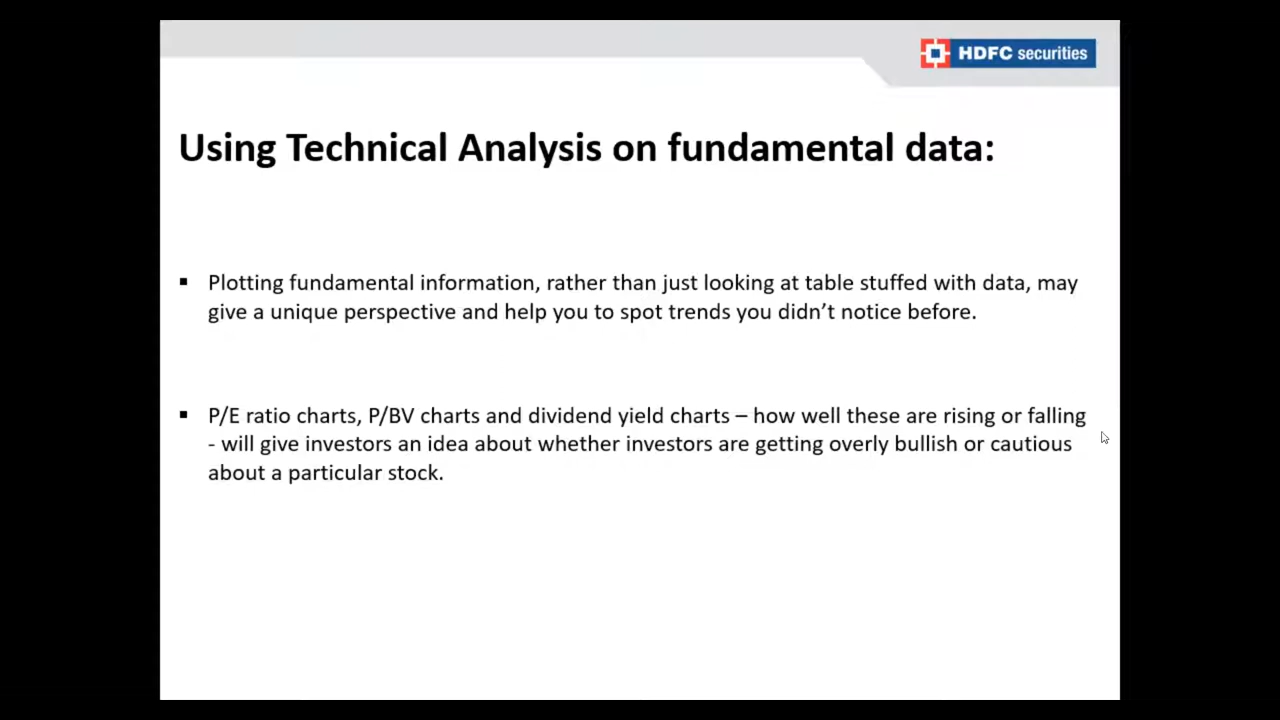 HDFC securities
Using Technical Analysis on fundamental data:
▪ Plotting fundamental information, rather than just looking at table stuffed with data, may
give a unique perspective and help you to spot trends you didn’t notice before.
▪ P/E ratio charts, P/BV charts and dividend yield charts – how well these are rising or falling
- will give investors an idea about whether investors are getting overly bullish or cautious
about a particular stock.